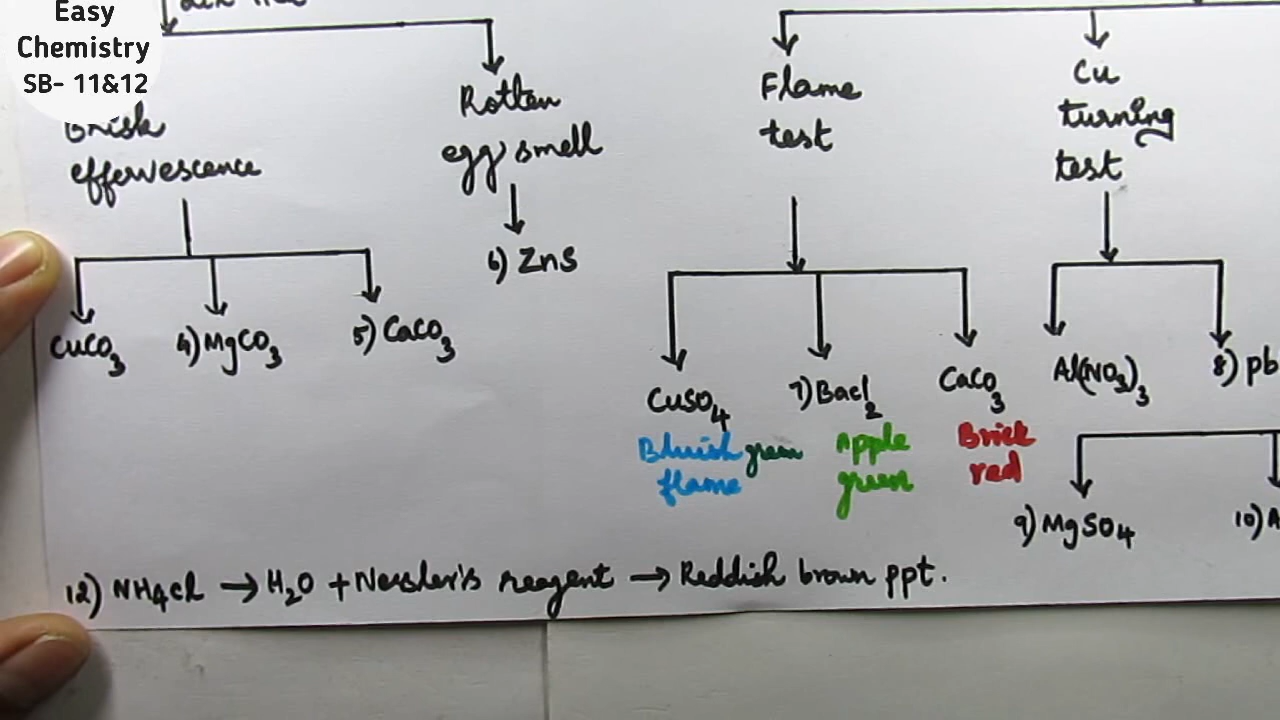 Easy
Chemistry
SB- 11&12
Brisk
effervescence
Rotten
egg smell
Flame
test
Cu
turning
test
6) ZnS
CuCO3
4) MgCO3
5) CaCO3
CuSO4
Bluish green
flame
7) Bacl2
Apple
green
CaCO3
Brick
red
Al(NO3)3
8) pb
9) MgSO4
10) A
12) NH4cl → H2O + Nessler's reagent → Reddish brown ppt.